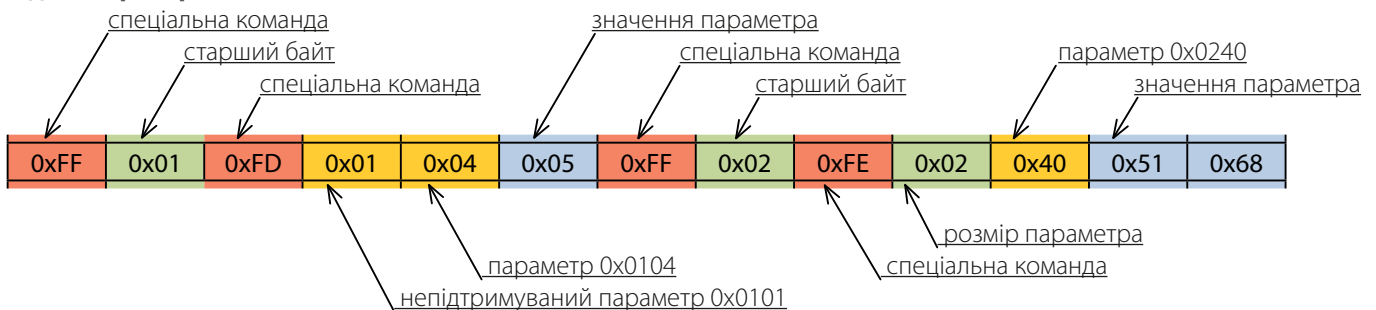 спеціальна команда значення параметра
старший байт спеціальна команда параметр 0x0240
спеціальна команда старший байт значення параметра
0xFF 0x01 0xFD 0x01 0x04 0x05 0xFF 0x02 0xFE 0x02 0x40 0x51 0x68
розмір параметра
параметр 0x0104 спеціальна команда
непідтримуваний параметр 0x0101